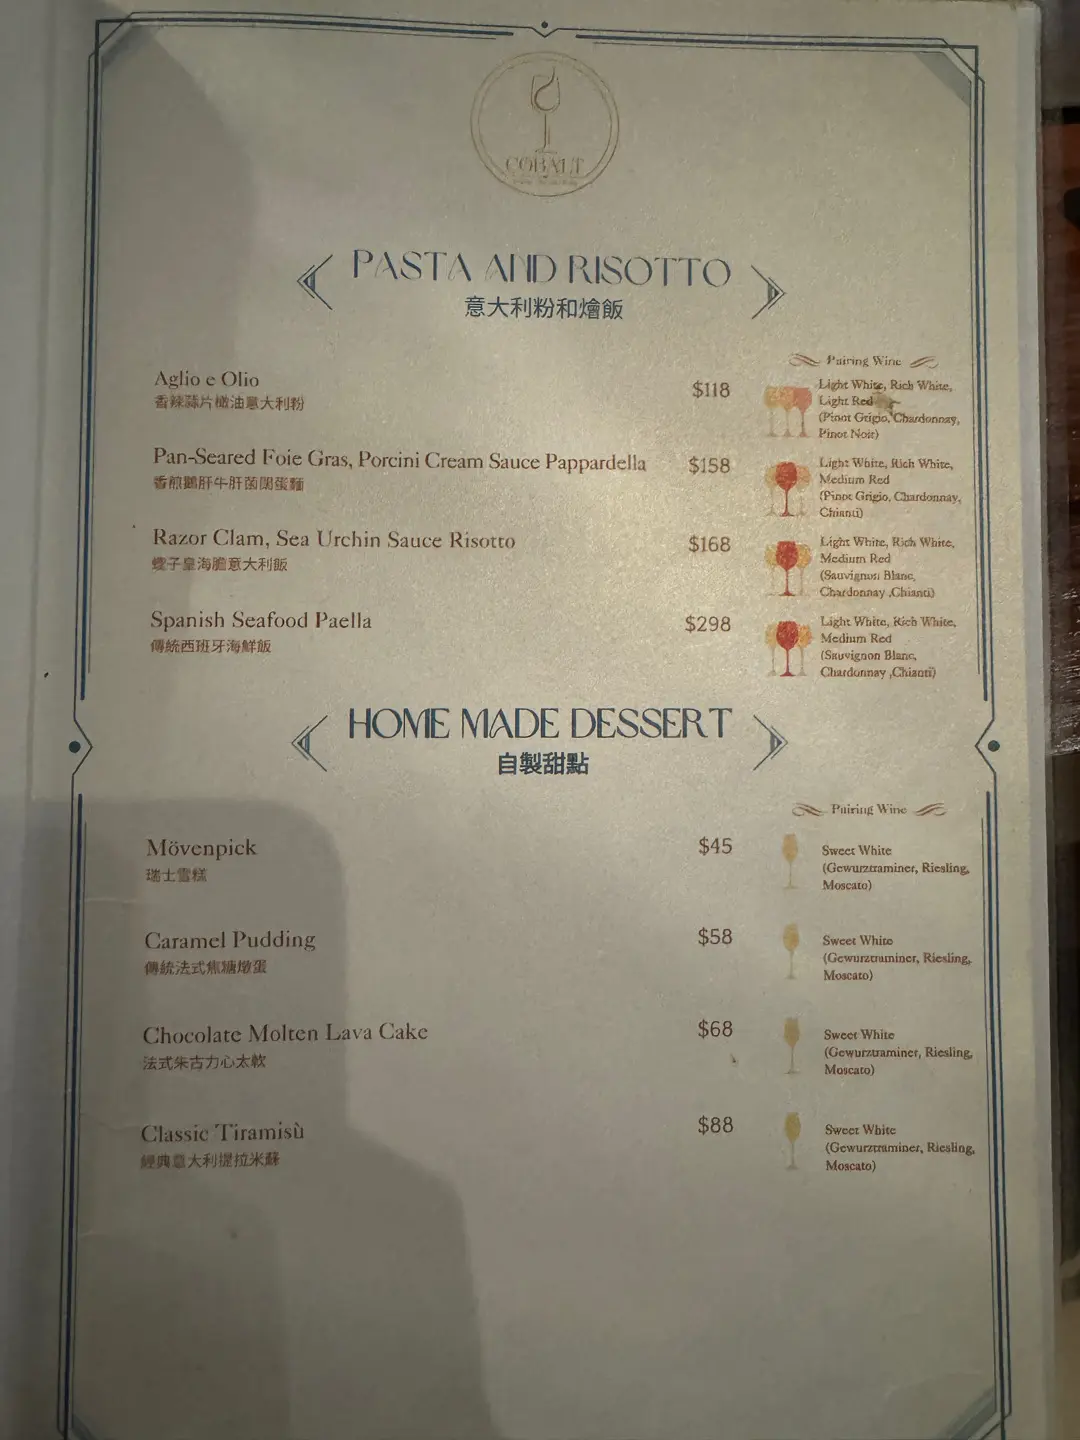 COBALT
PASTA AND RISOTTO
意大利粉和燴飯
Pairing Wine
Aglio e Olio
香辣蒜片橄油意大利粉
$118
Light White, Rich White,
Light Red
(Pinot Grigio, Chardonnay,
Pinot Noir)
Pan-Seared Foie Gras, Porcini Cream Sauce Pappardella
香煎鵝肝牛肝菌闊蛋麵
$158
Light White, Rich White,
Medium Red
(Pinot Grigio, Chardonnay,
Chianti)
Razor Clam, Sea Urchin Sauce Risotto
蟶子皇海膽意大利飯
$168
Light White, Rich White,
Medium Red
(Sauvignon Blanc,
Chardonnay ,Chianti)
Spanish Seafood Paella
傳統西班牙海鮮飯
$298
Light White, Rich White,
Medium Red
(Sauvignon Blanc,
Chardonnay ,Chianti)
HOME MADE DESSERT
自製甜點
Pairing Wine
Mövenpick
瑞士雪糕
$45
Sweet White
(Gewurztraminer, Riesling,
Moscato)
Caramel Pudding
傳統法式焦糖燉蛋
$58
Sweet White
(Gewurztraminer, Riesling,
Moscato)
Chocolate Molten Lava Cake
法式朱古力心太軟
$68
Sweet White
(Gewurztraminer, Riesling,
Moscato)
Classic Tiramisù
經典意大利提拉米蘇
$88
Sweet White
(Gewurztraminer, Riesling,
Moscato)